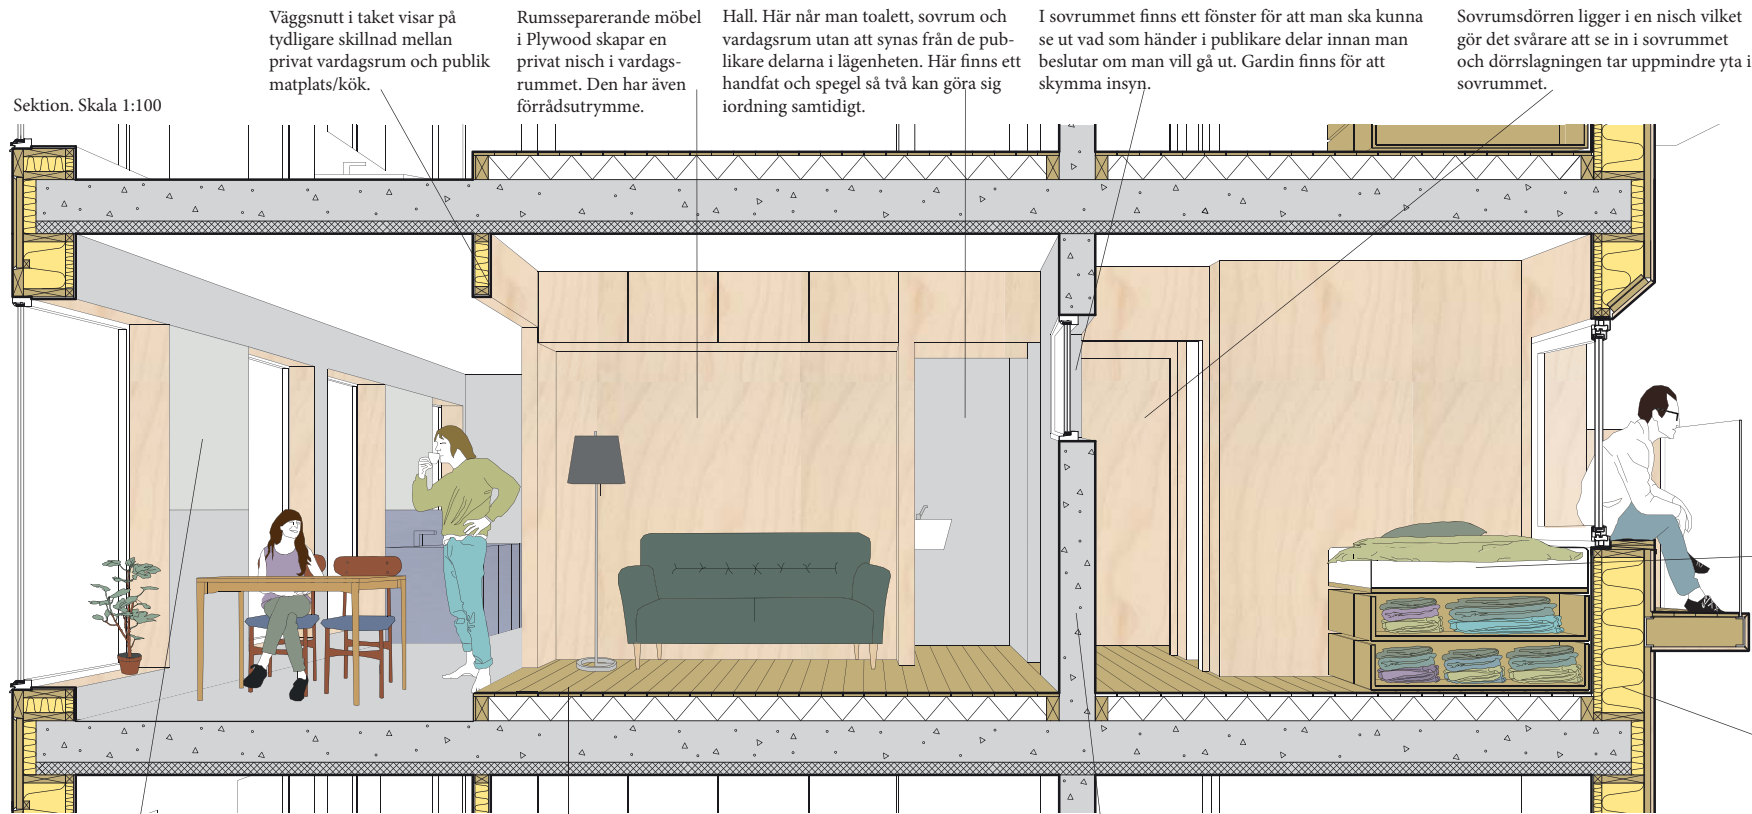 Väggsnutt i taket visar på
tydligare skillnad mellan
privat vardagsrum och publik
matplats/kök.
Rumsseparerande möbel
i Plywood skapar en
privat nisch i vardags-
rummet. Den har även
förrådsutrymme.
Hall. Här når man toalett, sovrum och
vardagsrum utan att synas från de pub-
likare delarna i lägenheten. Här finns ett
handfat och spegel så två kan göra sig
iordning samtidigt.
I sovrummet finns ett fönster för att man ska kunna
se ut vad som händer i publikare delar innan man
beslutar om man vill gå ut. Gardin finns för att
skymma insyn.
Sovrumsdörren ligger i en nisch vilket
gör det svårare att se in i sovrummet
och dörrslagningen tar uppmindre yta i
sovrummet.
Sektion. Skala 1:100